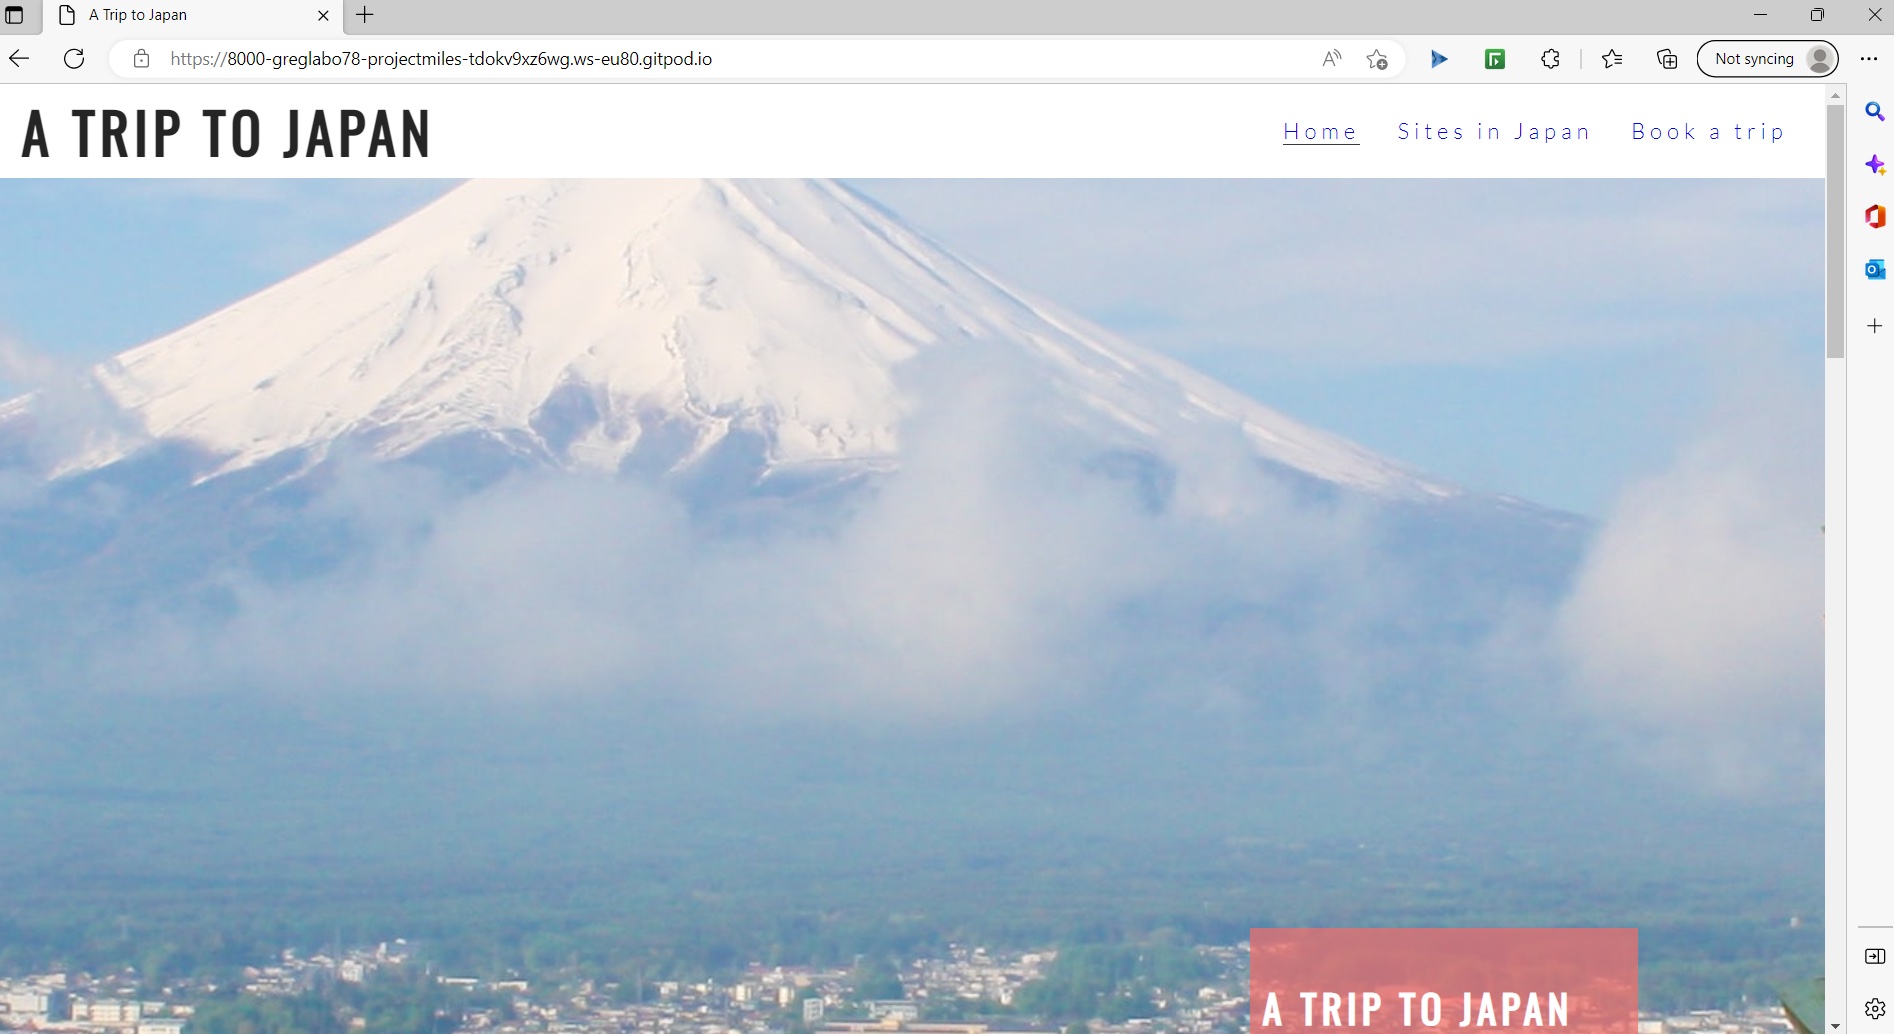 A Trip to Japan
https://8000-greglabo78-projectmiles-tdokv9xz6wg.ws-eu80.gitpod.io
Not syncing
A TRIP TO JAPAN
Home Sites in Japan Book a trip
A TRIP TO JAPAN